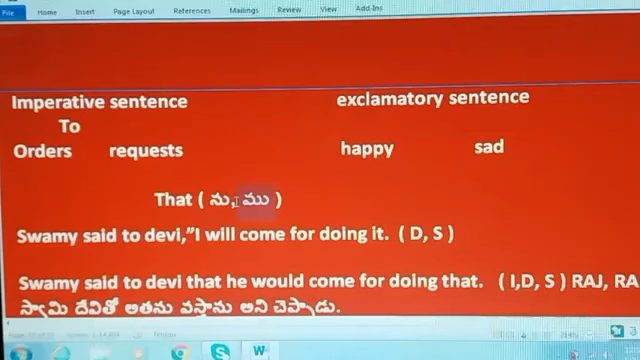 File Home Insert Page Layout References Mailings Review View Add-Ins
Imperative sentence exclamatory sentence
To
Orders requests happy sad
That ( ను, ము )
Swamy said to devi,"I will come for doing it. ( D, S )
Swamy said to devi that he would come for doing that. ( I,D, S ) RAJ, RA
స్వామి దేవితో అతను వస్తాను అని చెప్పాడు.